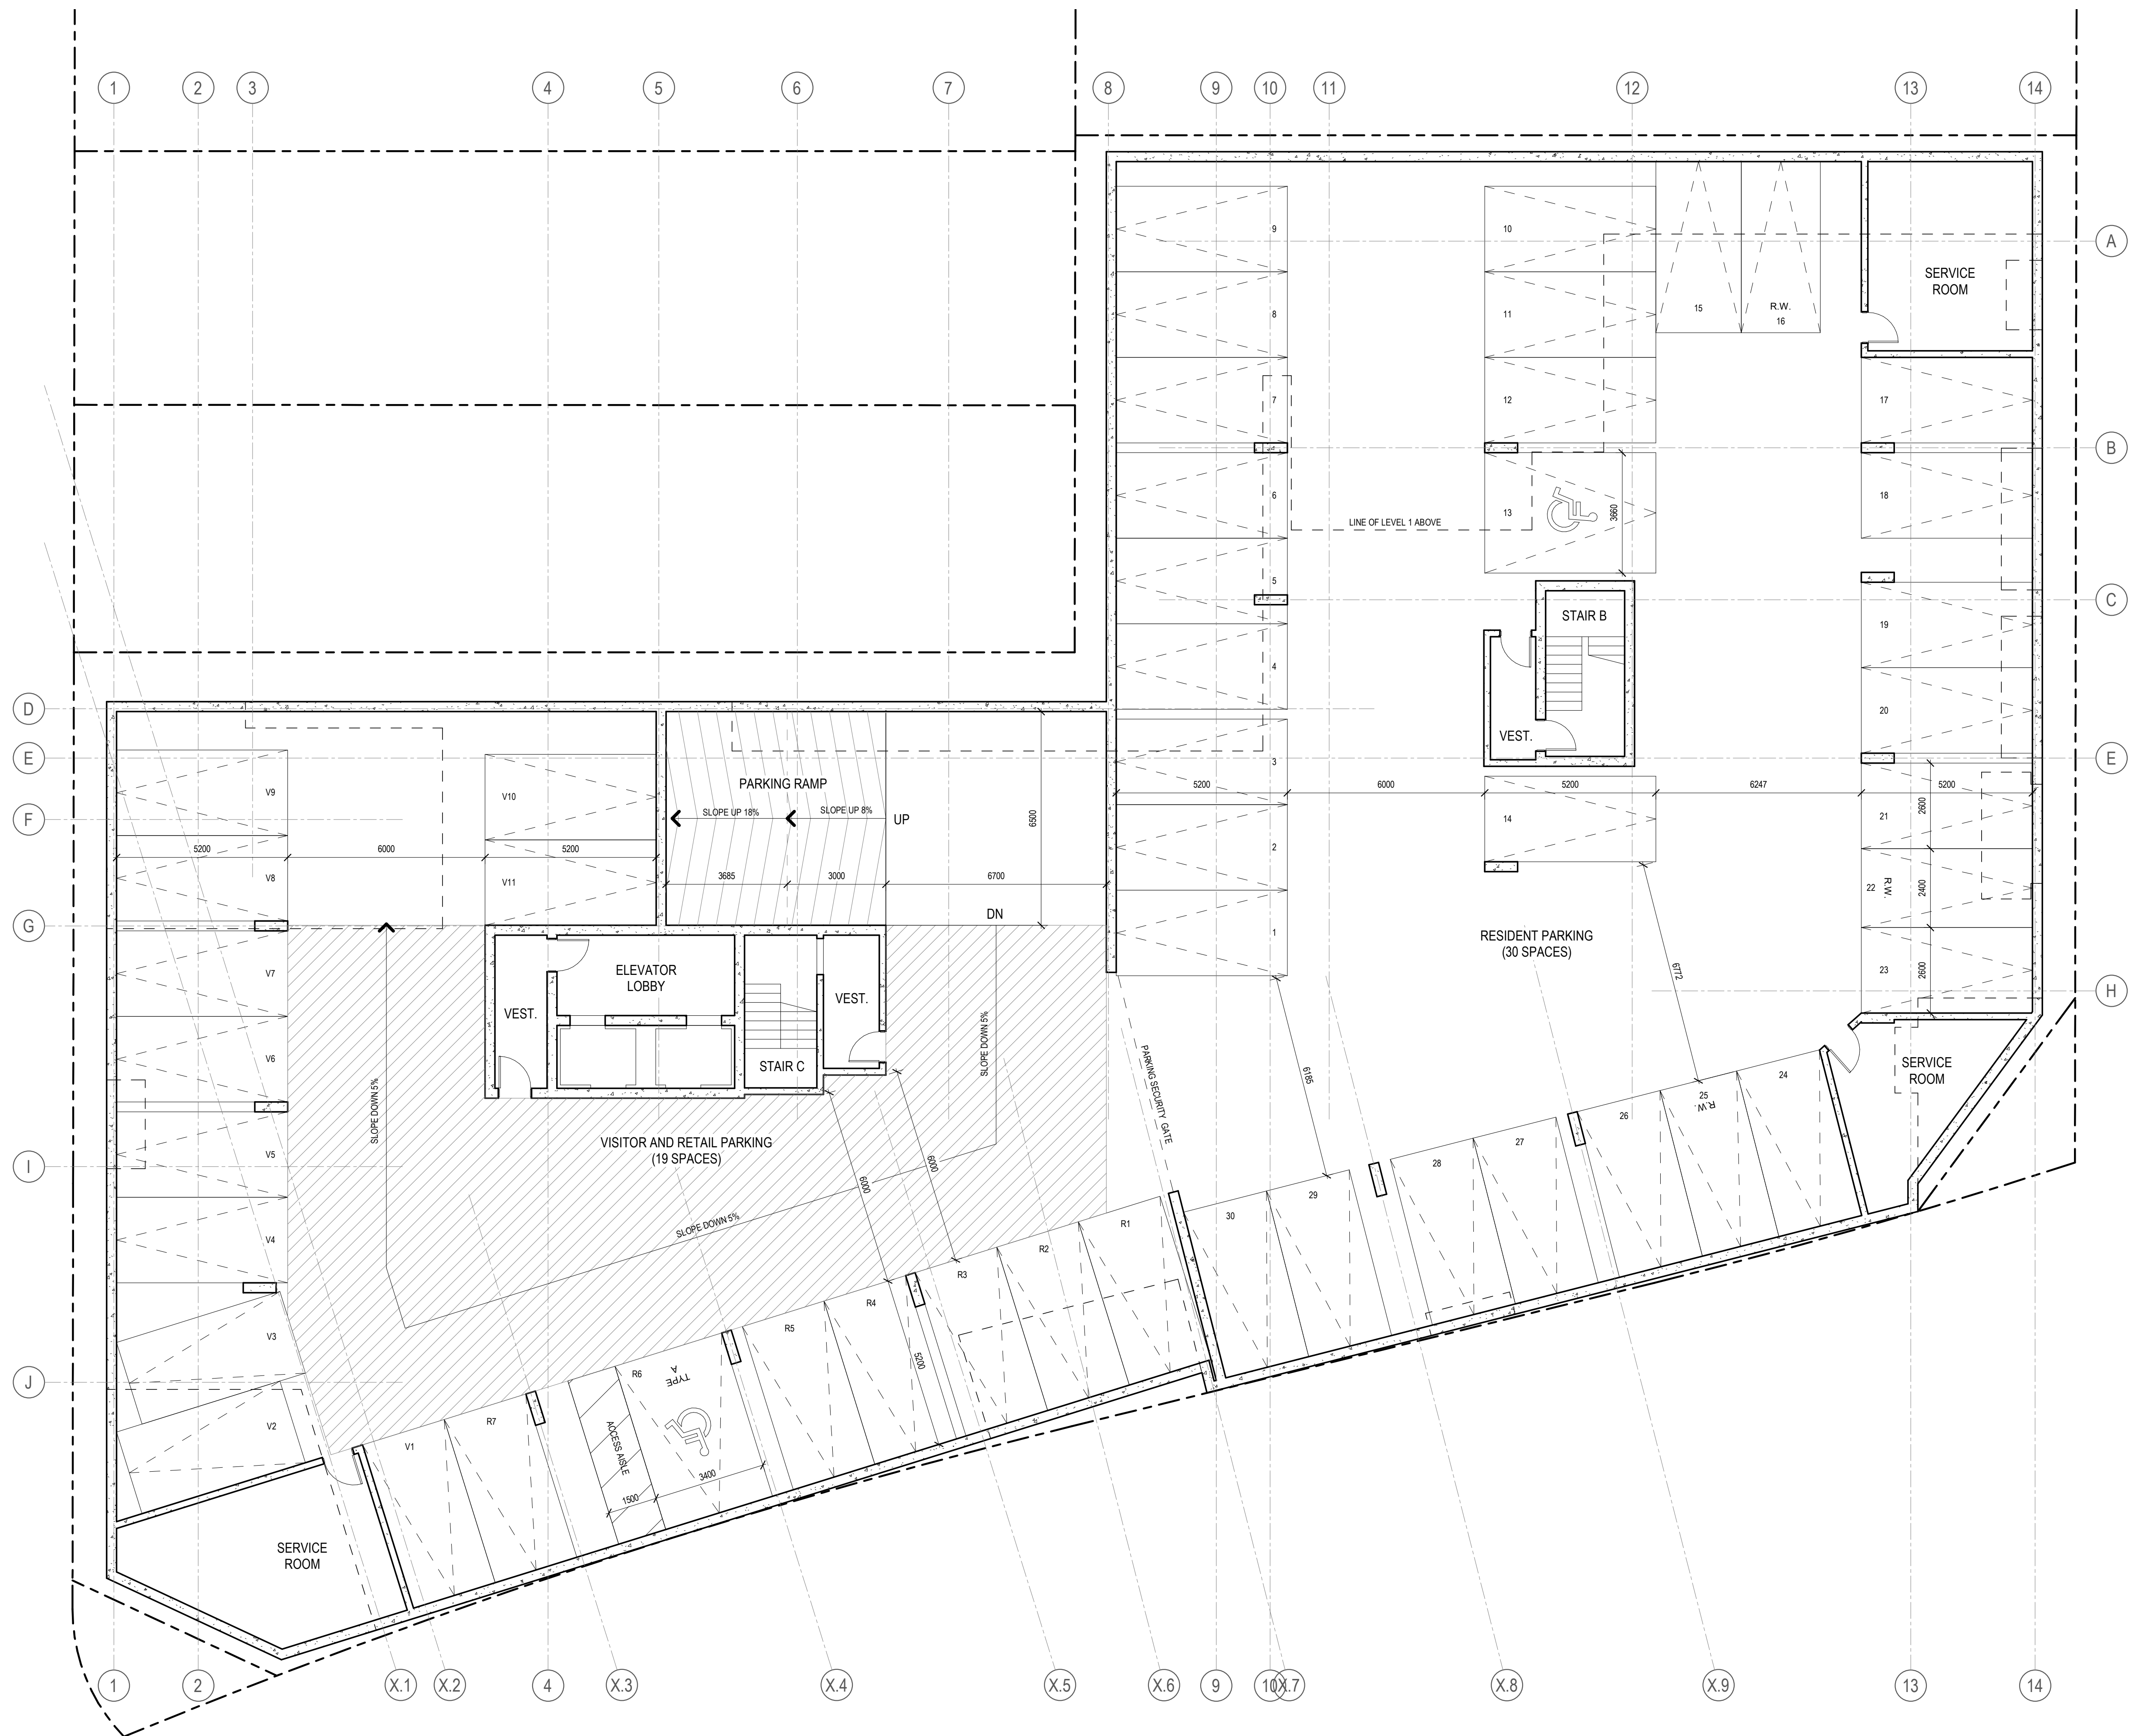 1
2
3
4
5
6
7
8
9
10
11
12
13
14
A
B
C
D
E
F
G
I
J
E
H
9
8
7
6
5
4
3
2
1
10
11
12
13
3660
14
15
R.W.
16
SERVICE
ROOM
17
18
19
20
21
2600
22
R.W.
2400
23
2600
LINE OF LEVEL 1 ABOVE
STAIR B
VEST.
5200
6000
5200
6247
5200
RESIDENT PARKING
(30 SPACES)
6772
6185
V9
V8
V10
V11
5200
6000
5200
PARKING RAMP
SLOPE UP 18%
SLOPE UP 8%
UP
6500
3685
3000
6700
DN
ELEVATOR
LOBBY
VEST.
VEST.
STAIR C
V7
V6
V5
V4
V3
V2
V1
SLOPE DOWN 5%
SLOPE DOWN 5%
SLOPE DOWN 5%
VISITOR AND RETAIL PARKING
(19 SPACES)
6000
6000
PARKING SECURITY GATE
R7
R6
TYPE
A
ACCESS AISLE
1500
3400
R5
R4
5200
R3
R2
R1
30
29
28
27
26
25
R.W.
24
SERVICE
ROOM
SERVICE
ROOM
1
2
X.1
X.2
4
X.3
X.4
X.5
X.6
9
10
X.7
X.8
X.9
13
14